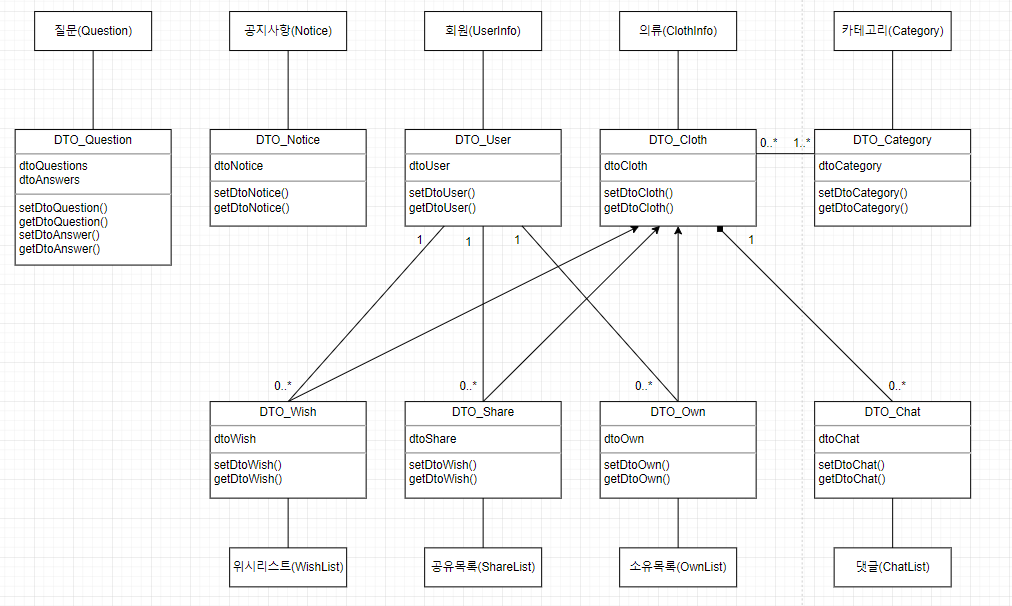 질문(Question)
공지사항(Notice)
회원(UserInfo)
의류(ClothInfo)
카테고리(Category)
DTO_Question
dtoQuestions
dtoAnswers
setDtoQuestion()
getDtoQuestion()
setDtoAnswer()
getDtoAnswer()
DTO_Notice
dtoNotice
setDtoNotice()
getDtoNotice()
DTO_User
dtoUser
setDtoUser()
getDtoUser()
DTO_Cloth
dtoCloth
setDtoCloth()
getDtoCloth()
0..*
1..*
DTO_Category
dtoCategory
setDtoCategory()
getDtoCategory()
1
1
1
1
0..*
0..*
0..*
0..*
DTO_Wish
dtoWish
setDtoWish()
getDtoWish()
DTO_Share
dtoShare
setDtoWish()
getDtoWish()
DTO_Own
dtoOwn
setDtoOwn()
getDtoOwn()
DTO_Chat
dtoChat
setDtoChat()
getDtoChat()
위시리스트(WishList)
공유목록(ShareList)
소유목록(OwnList)
댓글(ChatList)